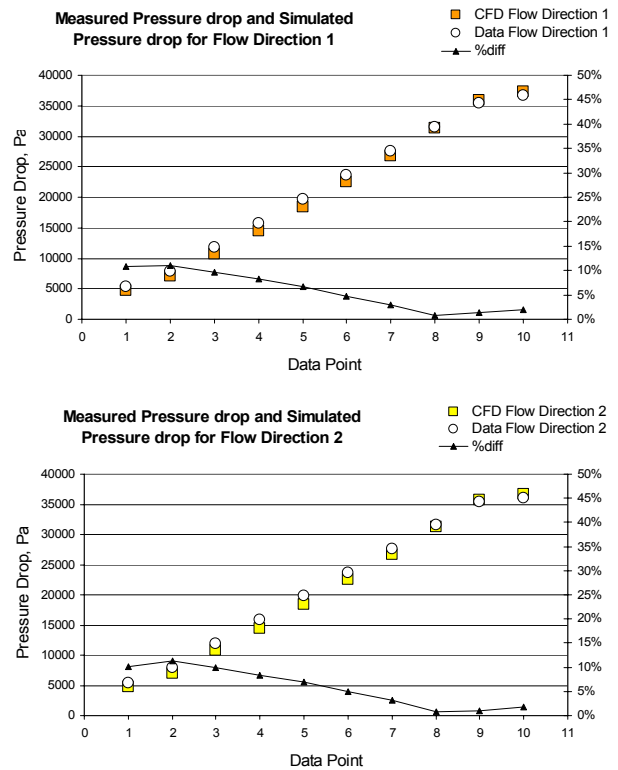 Measured Pressure drop and Simulated
Pressure drop for Flow Direction 1
CFD Flow Direction 1
Data Flow Direction 1
%diff
40000
35000
30000
25000
20000
15000
10000
5000
0
Pressure Drop, Pa
50%
45%
40%
35%
30%
25%
20%
15%
10%
5%
0%
0 1 2 3 4 5 6 7 8 9 10 11
Data Point
Measured Pressure drop and Simulated
Pressure drop for Flow Direction 2
CFD Flow Direction 2
Data Flow Direction 2
%diff
40000
35000
30000
25000
20000
15000
10000
5000
0
Pressure Drop, Pa
50%
45%
40%
35%
30%
25%
20%
15%
10%
5%
0%
0 1 2 3 4 5 6 7 8 9 10 11
Data Point